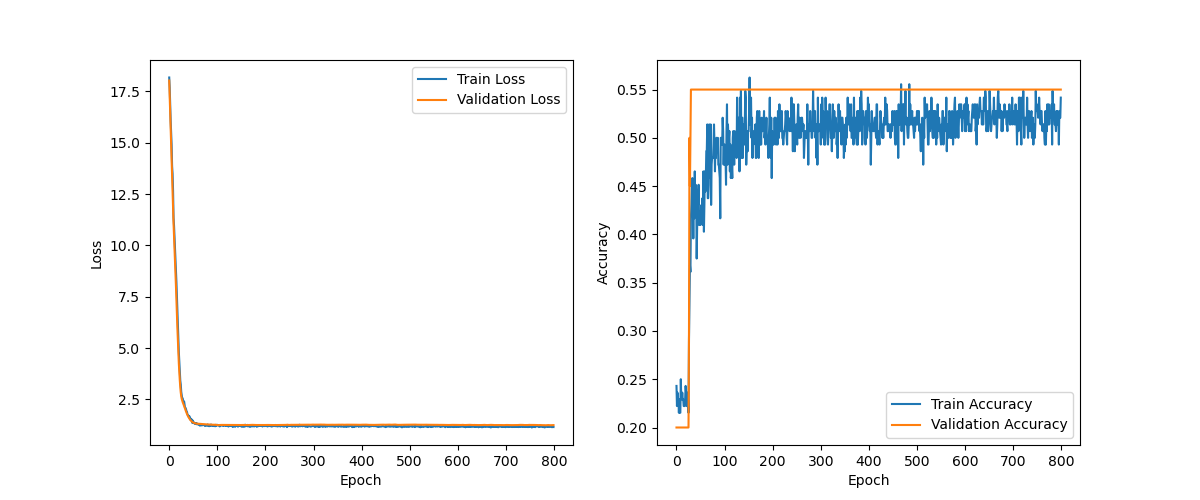 Train Loss
Validation Loss
17.5
15.0
12.5
10.0
7.5
5.0
2.5
Loss
0 100 200 300 400 500 600 700 800
Epoch
0.55
0.50
0.45
0.40
0.35
0.30
0.25
0.20
Accuracy
Train Accuracy
Validation Accuracy
0 100 200 300 400 500 600 700 800
Epoch